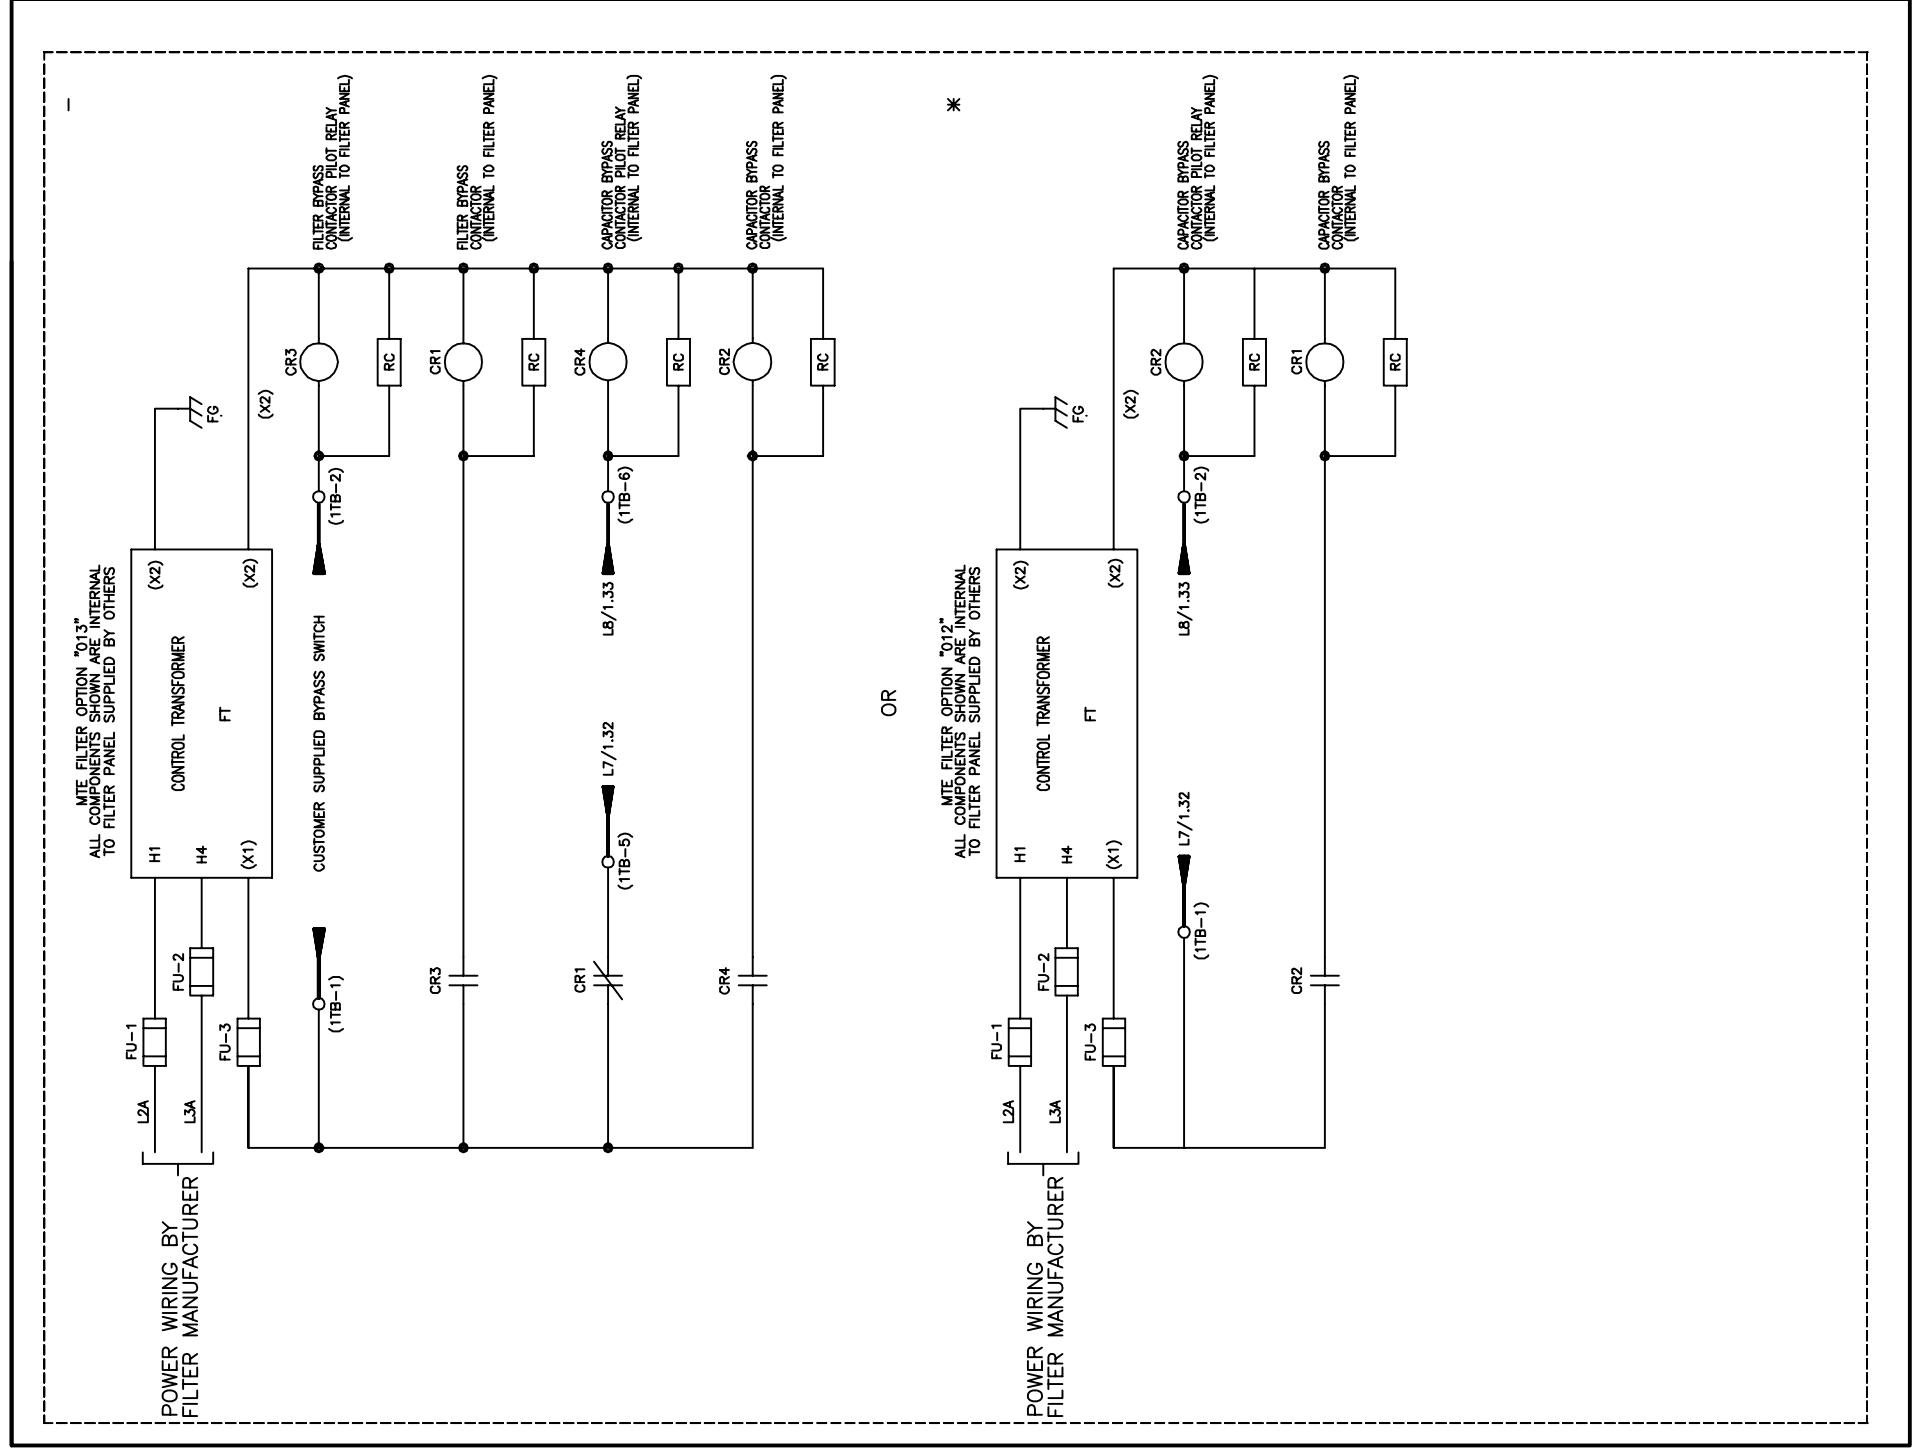 MTE FILTER OPTION "013"
ALL COMPONENTS SHOWN ARE INTERNAL
TO FILTER PANEL SUPPLIED BY OTHERS
POWER WIRING BY
FILTER MANUFACTURER
L2A
FU-1
H1
(X2)
FG.
L3A
FU-2
H4
CONTROL TRANSFORMER
FT
FU-3
(X1)
(X2)
(X2)
(1TB-1)
CUSTOMER SUPPLIED BYPASS SWITCH
(1TB-2)
CR3
RC
FILTER BYPASS
CONTACTOR PILOT RELAY
(INTERNAL TO FILTER PANEL)
CR3
CR1
RC
FILTER BYPASS
CONTACTOR
(INTERNAL TO FILTER PANEL)
CR1
(1TB-5)
L7/1.32
L8/1.33
(1TB-6)
CR4
RC
CAPACITOR BYPASS
CONTACTOR PILOT RELAY
(INTERNAL TO FILTER PANEL)
CR4
CR2
RC
CAPACITOR BYPASS
CONTACTOR
(INTERNAL TO FILTER PANEL)
OR
*
MTE FILTER OPTION "012"
ALL COMPONENTS SHOWN ARE INTERNAL
TO FILTER PANEL SUPPLIED BY OTHERS
POWER WIRING BY
FILTER MANUFACTURER
L2A
FU-1
H1
(X2)
FG.
L3A
FU-2
H4
CONTROL TRANSFORMER
FT
FU-3
(X1)
(X2)
(X2)
(1TB-1)
L7/1.32
L8/1.33
(1TB-2)
CR2
RC
CAPACITOR BYPASS
CONTACTOR PILOT RELAY
(INTERNAL TO FILTER PANEL)
CR2
CR1
RC
CAPACITOR BYPASS
CONTACTOR
(INTERNAL TO FILTER PANEL)